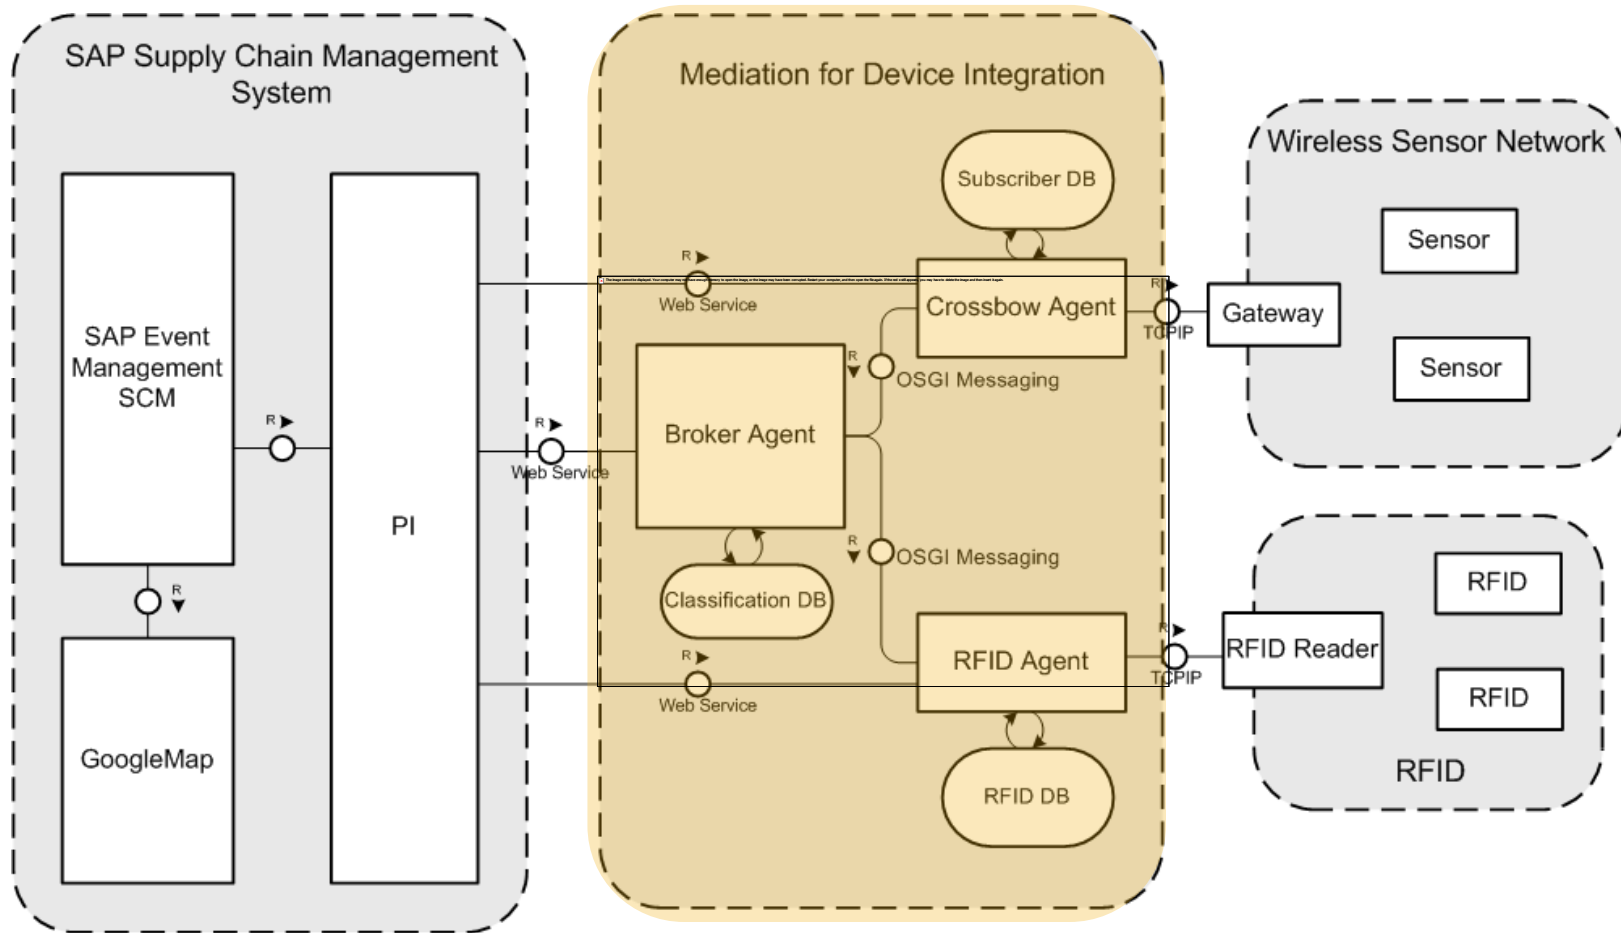 SAP Supply Chain Management
System
Mediation for Device Integration
Wireless Sensor Network
Subscriber DB
Sensor
R
Web Service
Crossbow Agent
R
TCPIP
Gateway
SAP Event
Management
SCM
R
OSGI Messaging
Sensor
R
R
Web Service
Broker Agent
PI
R
OSGI Messaging
R
Classification DB
RFID
R
Web Service
RFID Agent
R
TCPIP
RFID Reader
RFID
GoogleMap
RFID DB
RFID